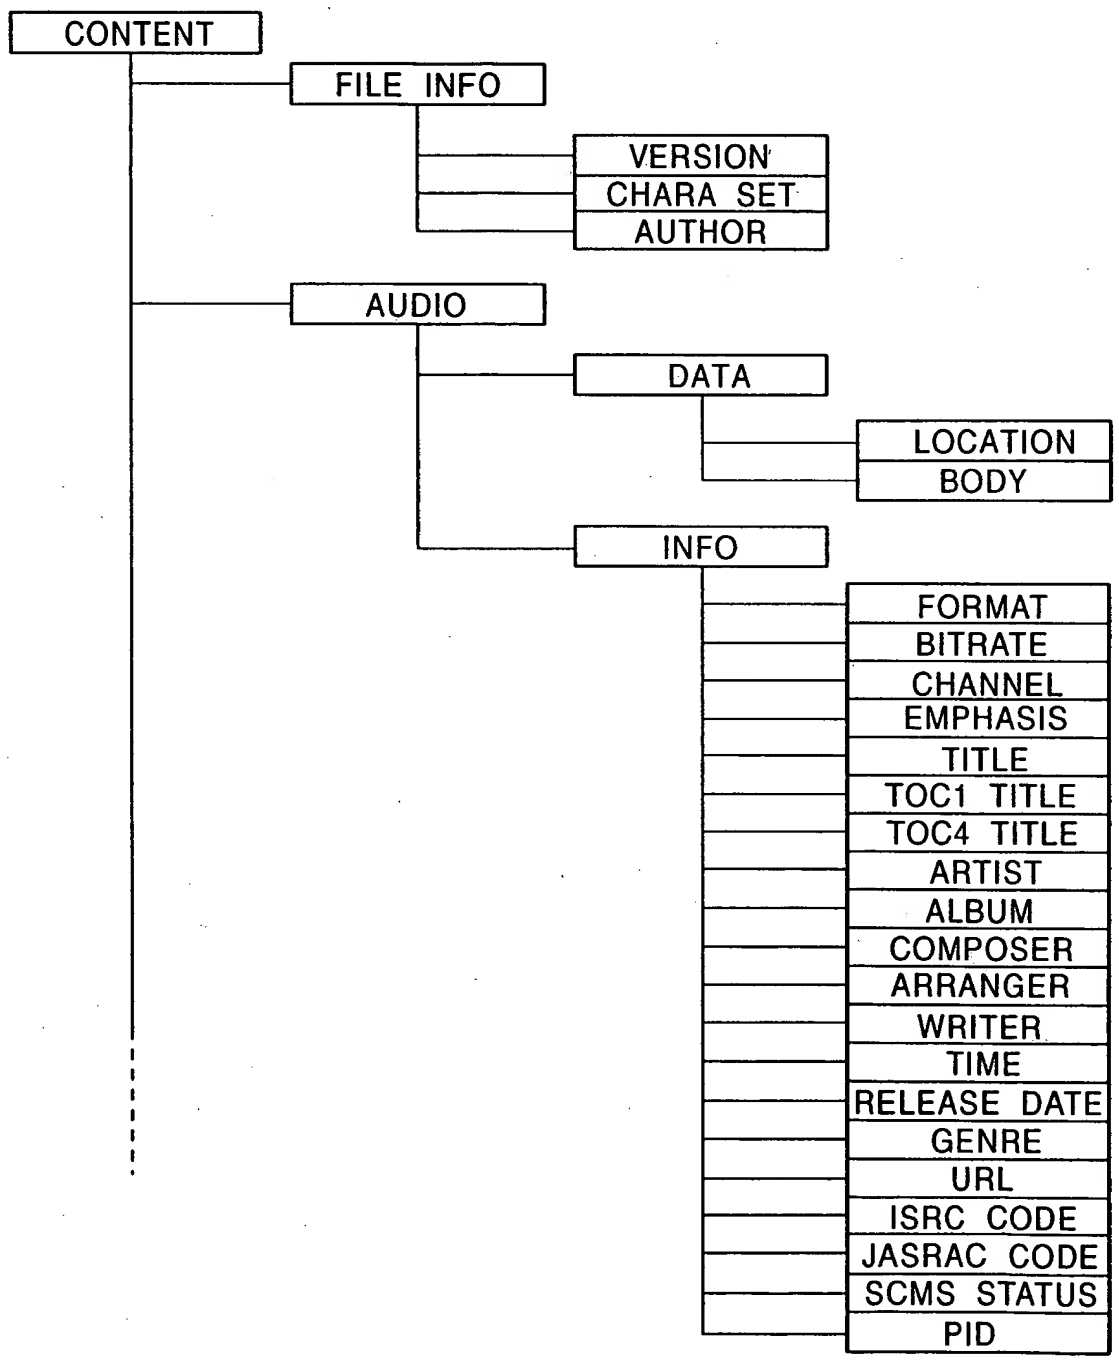 CONTENT
FILE INFO
VERSION
CHARA SET
AUTHOR
AUDIO
DATA
LOCATION
BODY
INFO
FORMAT
BITRATE
CHANNEL
EMPHASIS
TITLE
TOC1 TITLE
TOC4 TITLE
ARTIST
ALBUM
COMPOSER
ARRANGER
WRITER
TIME
RELEASE DATE
GENRE
URL
ISRC CODE
JASRAC CODE
SCMS STATUS
PID